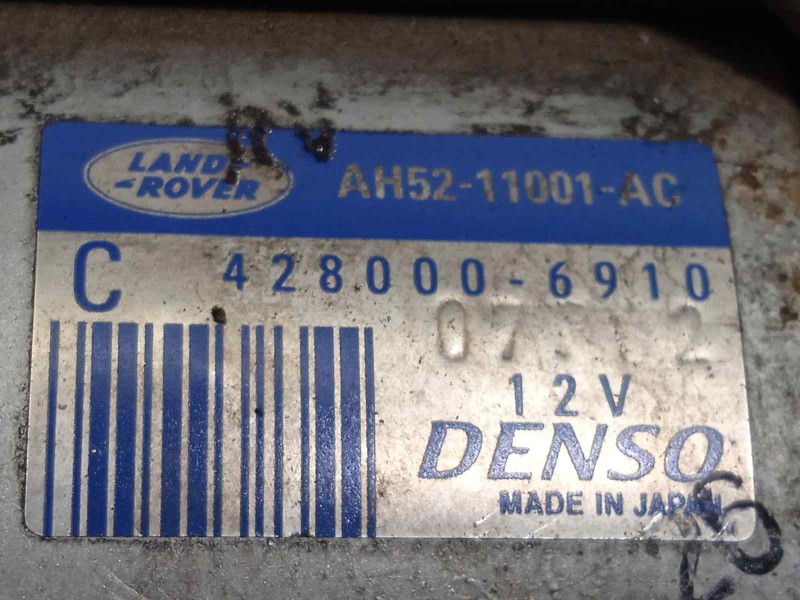 LAND-
-ROVER
AH52-11001-AC
C 428000-6910
12V
DENSO
MADE IN JAPAN